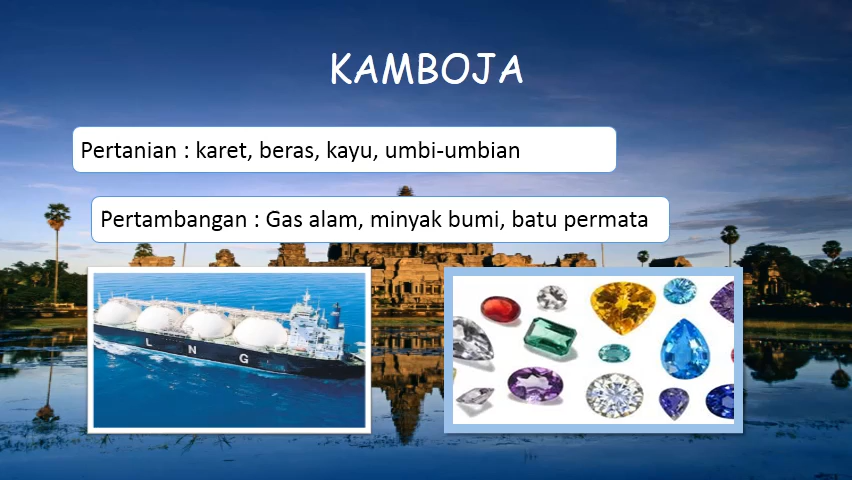 KAMBOJA
Pertanian : karet, beras, kayu, umbi-umbian
Pertambangan : Gas alam, minyak bumi, batu permata
L N G